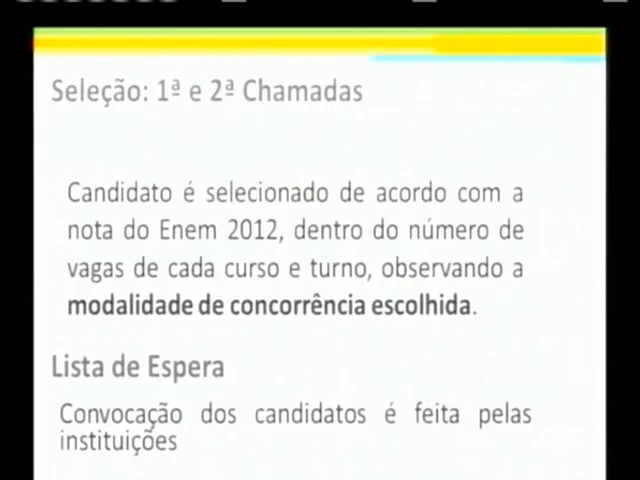 Seleção: 1ª e 2ª Chamadas
Candidato é selecionado de acordo com a
nota do Enem 2012, dentro do número de
vagas de cada curso e turno, observando a
modalidade de concorrência escolhida.
Lista de Espera
Convocação dos candidatos é feita pelas
instituições